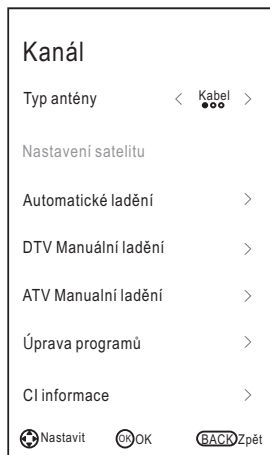 Kanál
Typ antény < Kabel >
Nastavení satelitu
Automatické ladění >
DTV Manuální ladění >
ATV Manualní ladění >
Úprava programů >
CI informace >
Nastavit OK OK BACK Zpět